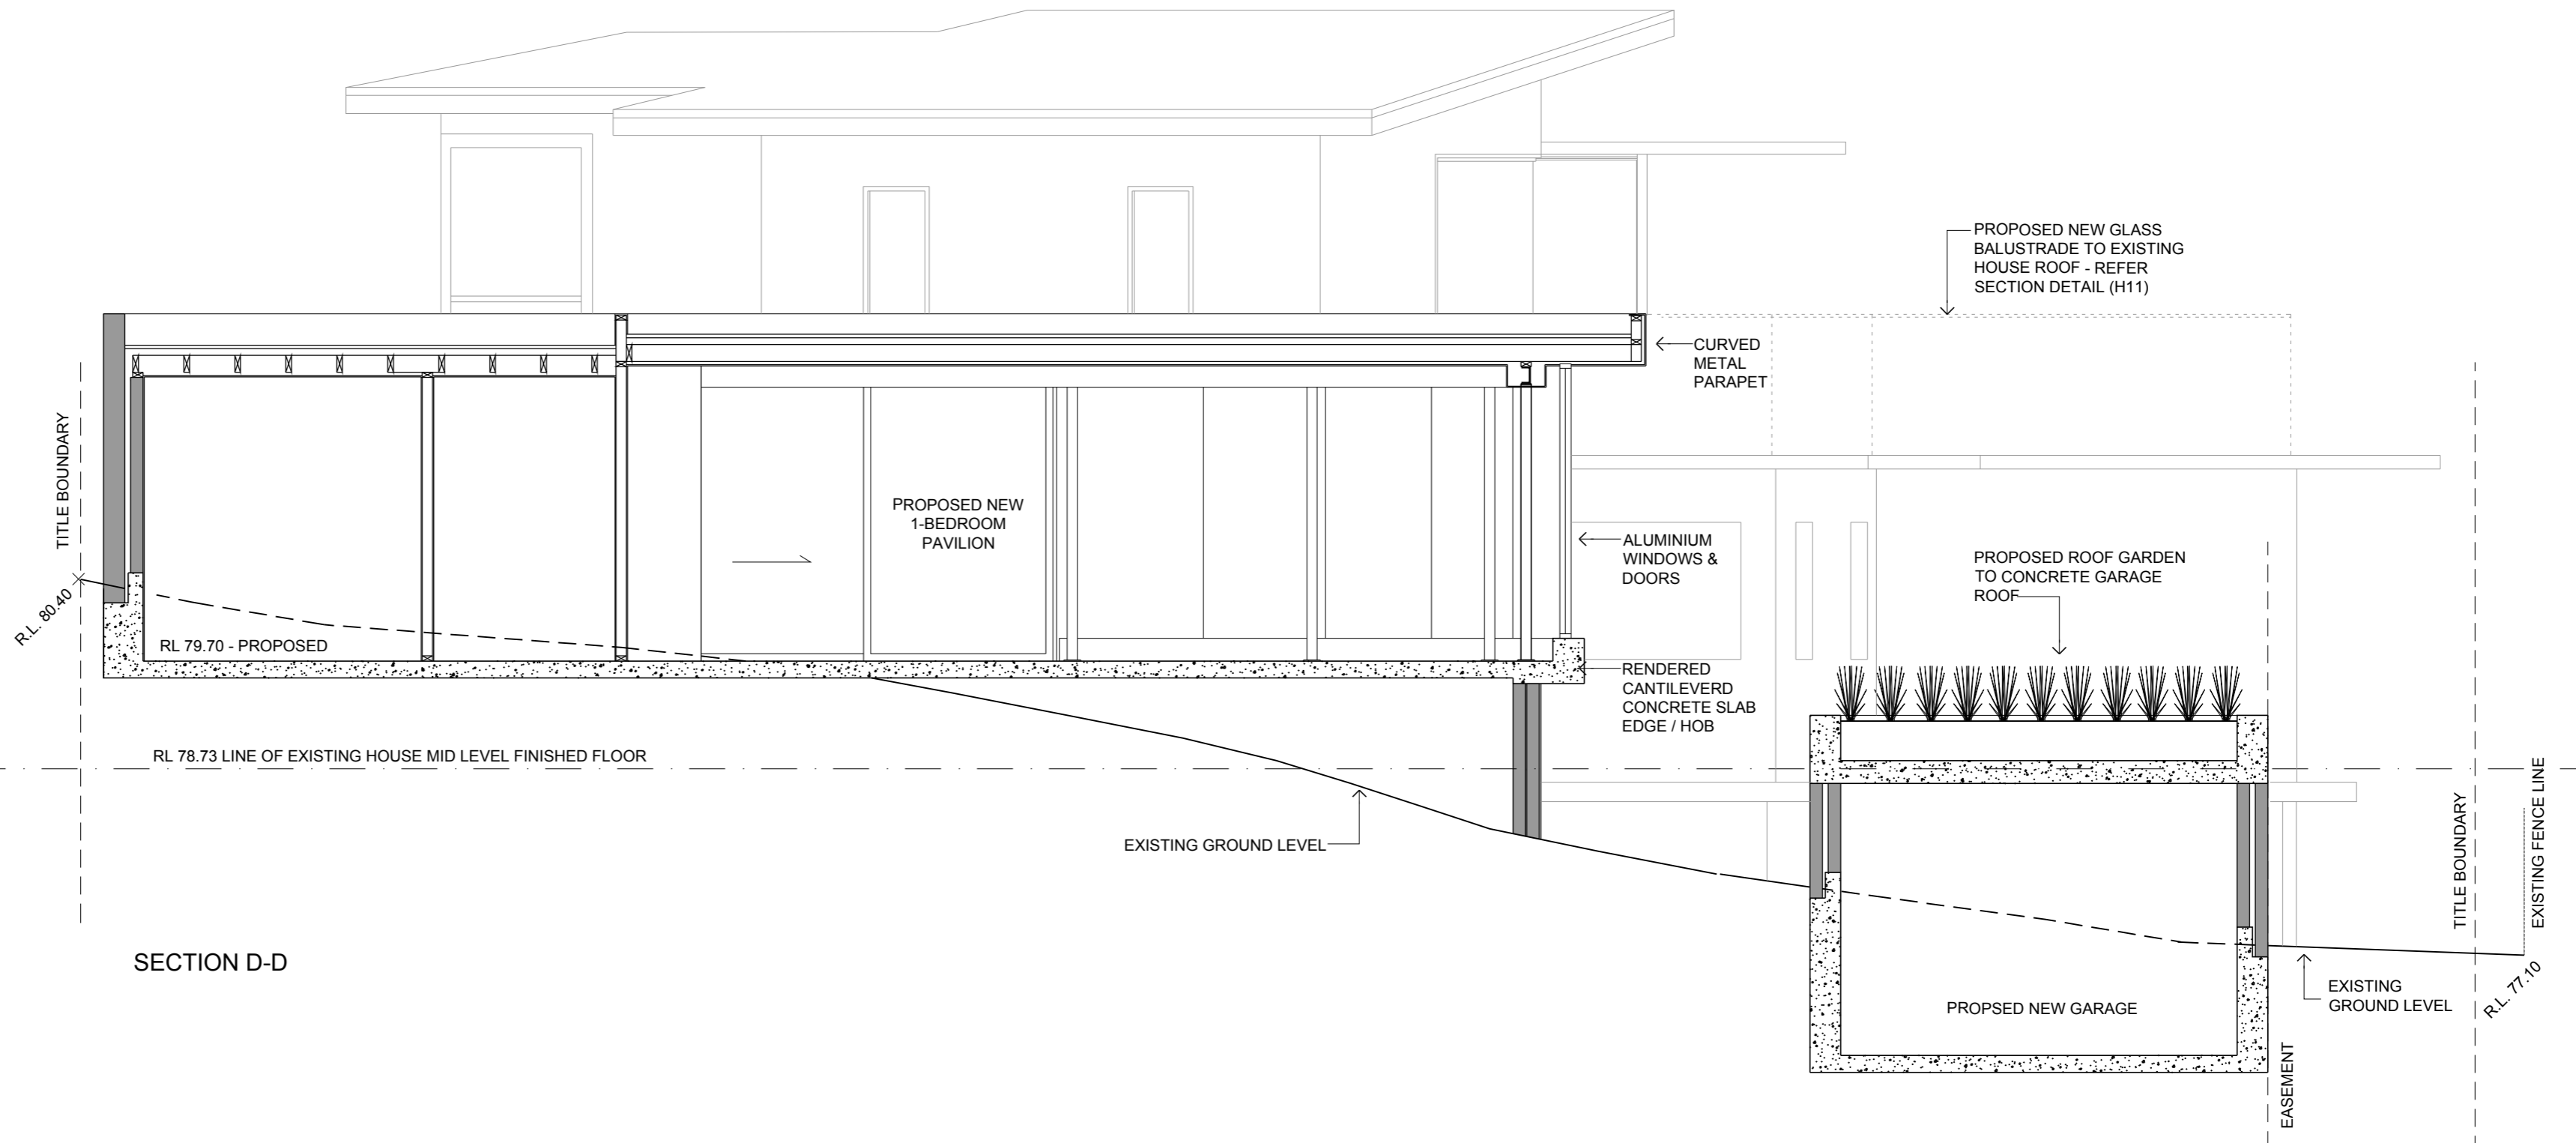 PROPOSED NEW GLASS
BALUSTRADE TO EXISTING
HOUSE ROOF - REFER
SECTION DETAIL (H11)
CURVED
METAL
PARAPET
TITLE BOUNDARY
PROPOSED NEW
1-BEDROOM
PAVILION
ALUMINIUM
WINDOWS &
DOORS
PROPOSED ROOF GARDEN
TO CONCRETE GARAGE
ROOF
R.L. 80.40
RL 79.70 - PROPOSED
RENDERED
CANTILEVERD
CONCRETE SLAB
EDGE / HOB
RL 78.73 LINE OF EXISTING HOUSE MID LEVEL FINISHED FLOOR
EXISTING GROUND LEVEL
TITLE BOUNDARY
EXISTING FENCE LINE
SECTION D-D
PROPSED NEW GARAGE
EXISTING
GROUND LEVEL
R.L. 77.10
EASEMENT